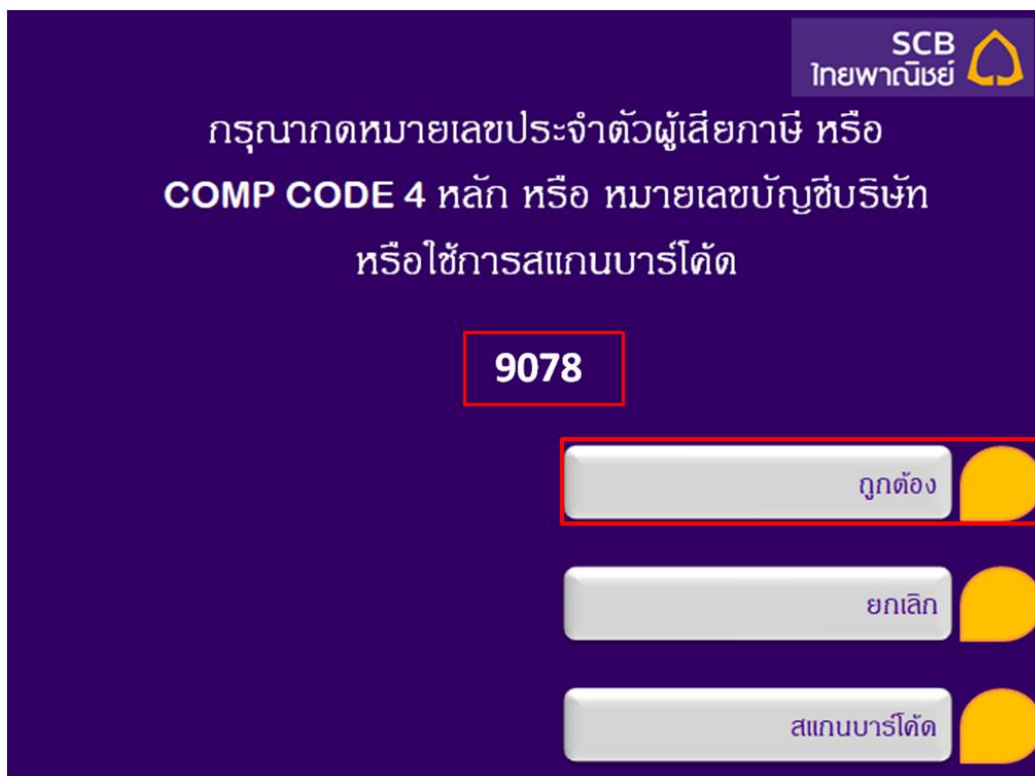 SCB
ไทยพาณิชย์
กรุณากดหมายเลขประจำตัวผู้เสียภาษี หรือ
COMP CODE 4 หลัก หรือ หมายเลขบัญชีบริษัท
หรือใช้การสแกนบาร์โค้ด
9078
ถูกต้อง
ยกเลิก
สแกนบาร์โค้ด